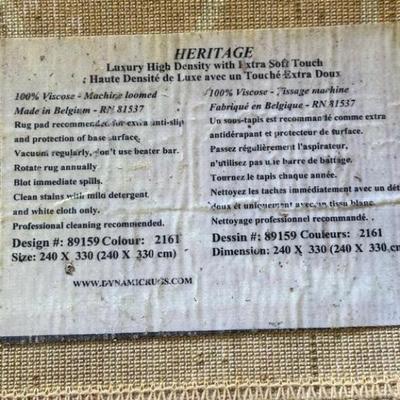 HERITAGE
Luxury High Density with Extra Soft Touch
: Haute Densité de Luxe avec un Touché Extra Doux
100% Viscose - Machine loomed
Made in Belgium - RN 81537
Rug pad recommended for extra anti-slip
and protection of base surface.
Vacuum regularly, don't use beater bar.
Rotate rug annually
Blot immediate spills.
Clean stains with mild detergent
and white cloth only.
Professional cleaning recommended.
Design #: 89159 Colour: 2161
Size: 240 X 330 (240 X 330 cm)
100% Viscose - Tissage machine
Fabriqué en Belgique - RN 81537
Un sous-tapis est recommandé comme extra
antidérapant et protecteur de surface.
Passez régulièrement l'aspirateur,
n'utilisez pas le barre de battage.
Tournez le tapis chaque année.
Nettoyez les taches immédiatement avec un dét
doux et uniquement avec un tissu blanc.
Nettoyage professionnel recommandé.
Dessin #: 89159 Couleurs: 2161
Dimension: 240 X 330 (240 X 330 cm
WWW.DYNAMICRUGS.COM